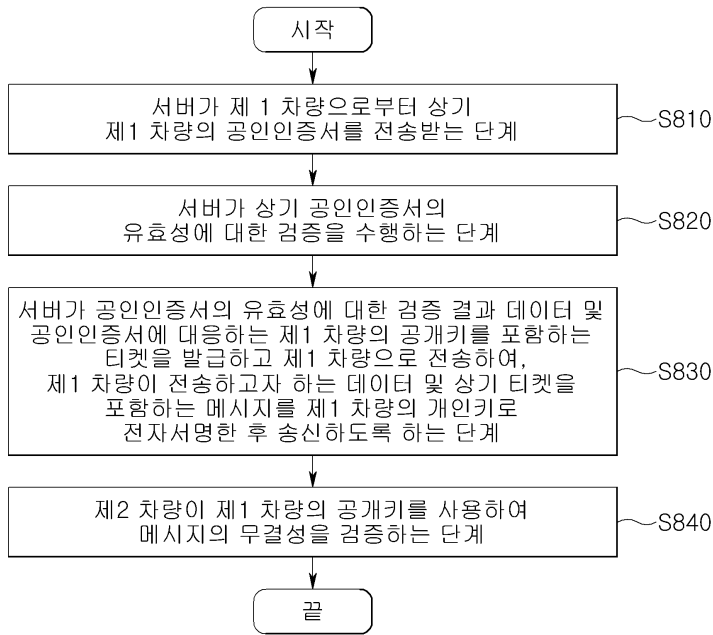 시작
서버가 제 1 차량으로부터 상기
제1 차량의 공인인증서를 전송받는 단계
S810
서버가 상기 공인인증서의
유효성에 대한 검증을 수행하는 단계
S820
서버가 공인인증서의 유효성에 대한 검증 결과 데이터 및
공인인증서에 대응하는 제1 차량의 공개키를 포함하는
티켓을 발급하고 제1 차량으로 전송하여,
제1 차량이 전송하고자 하는 데이터 및 상기 티켓을
포함하는 메시지를 제1 차량의 개인키로
전자서명한 후 송신하도록 하는 단계
S830
제2 차량이 제1 차량의 공개키를 사용하여
메시지의 무결성을 검증하는 단계
S840
끝